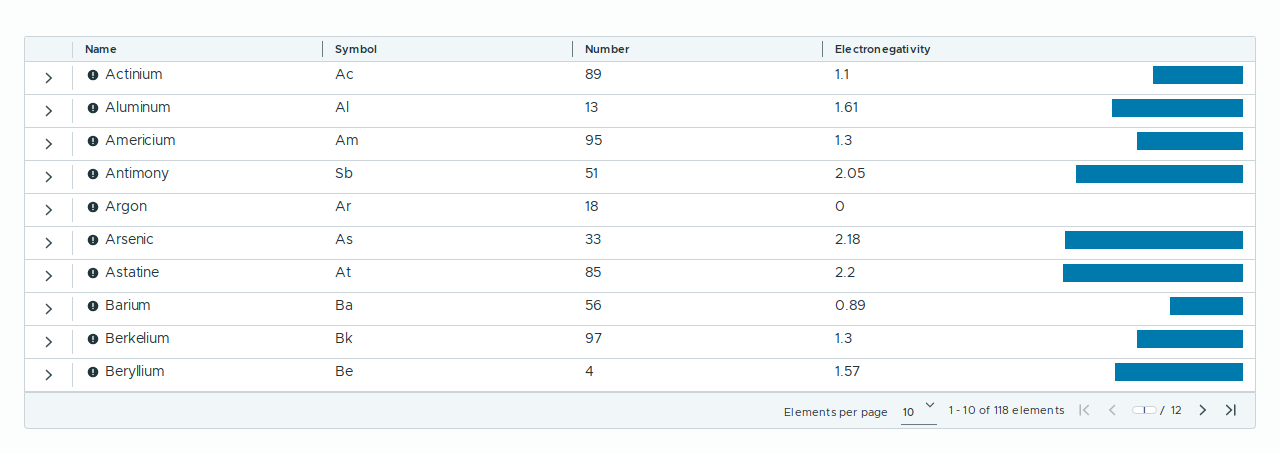 Name Symbol Number Electronegativity
Actinium Ac 89 1.1
Aluminum Al 13 1.61
Americium Am 95 1.3
Antimony Sb 51 2.05
Argon Ar 18 0
Arsenic As 33 2.18
Astatine At 85 2.2
Barium Ba 56 0.89
Berkelium Bk 97 1.3
Beryllium Be 4 1.57
Elements per page 10 1 - 10 of 118 elements 1 / 12